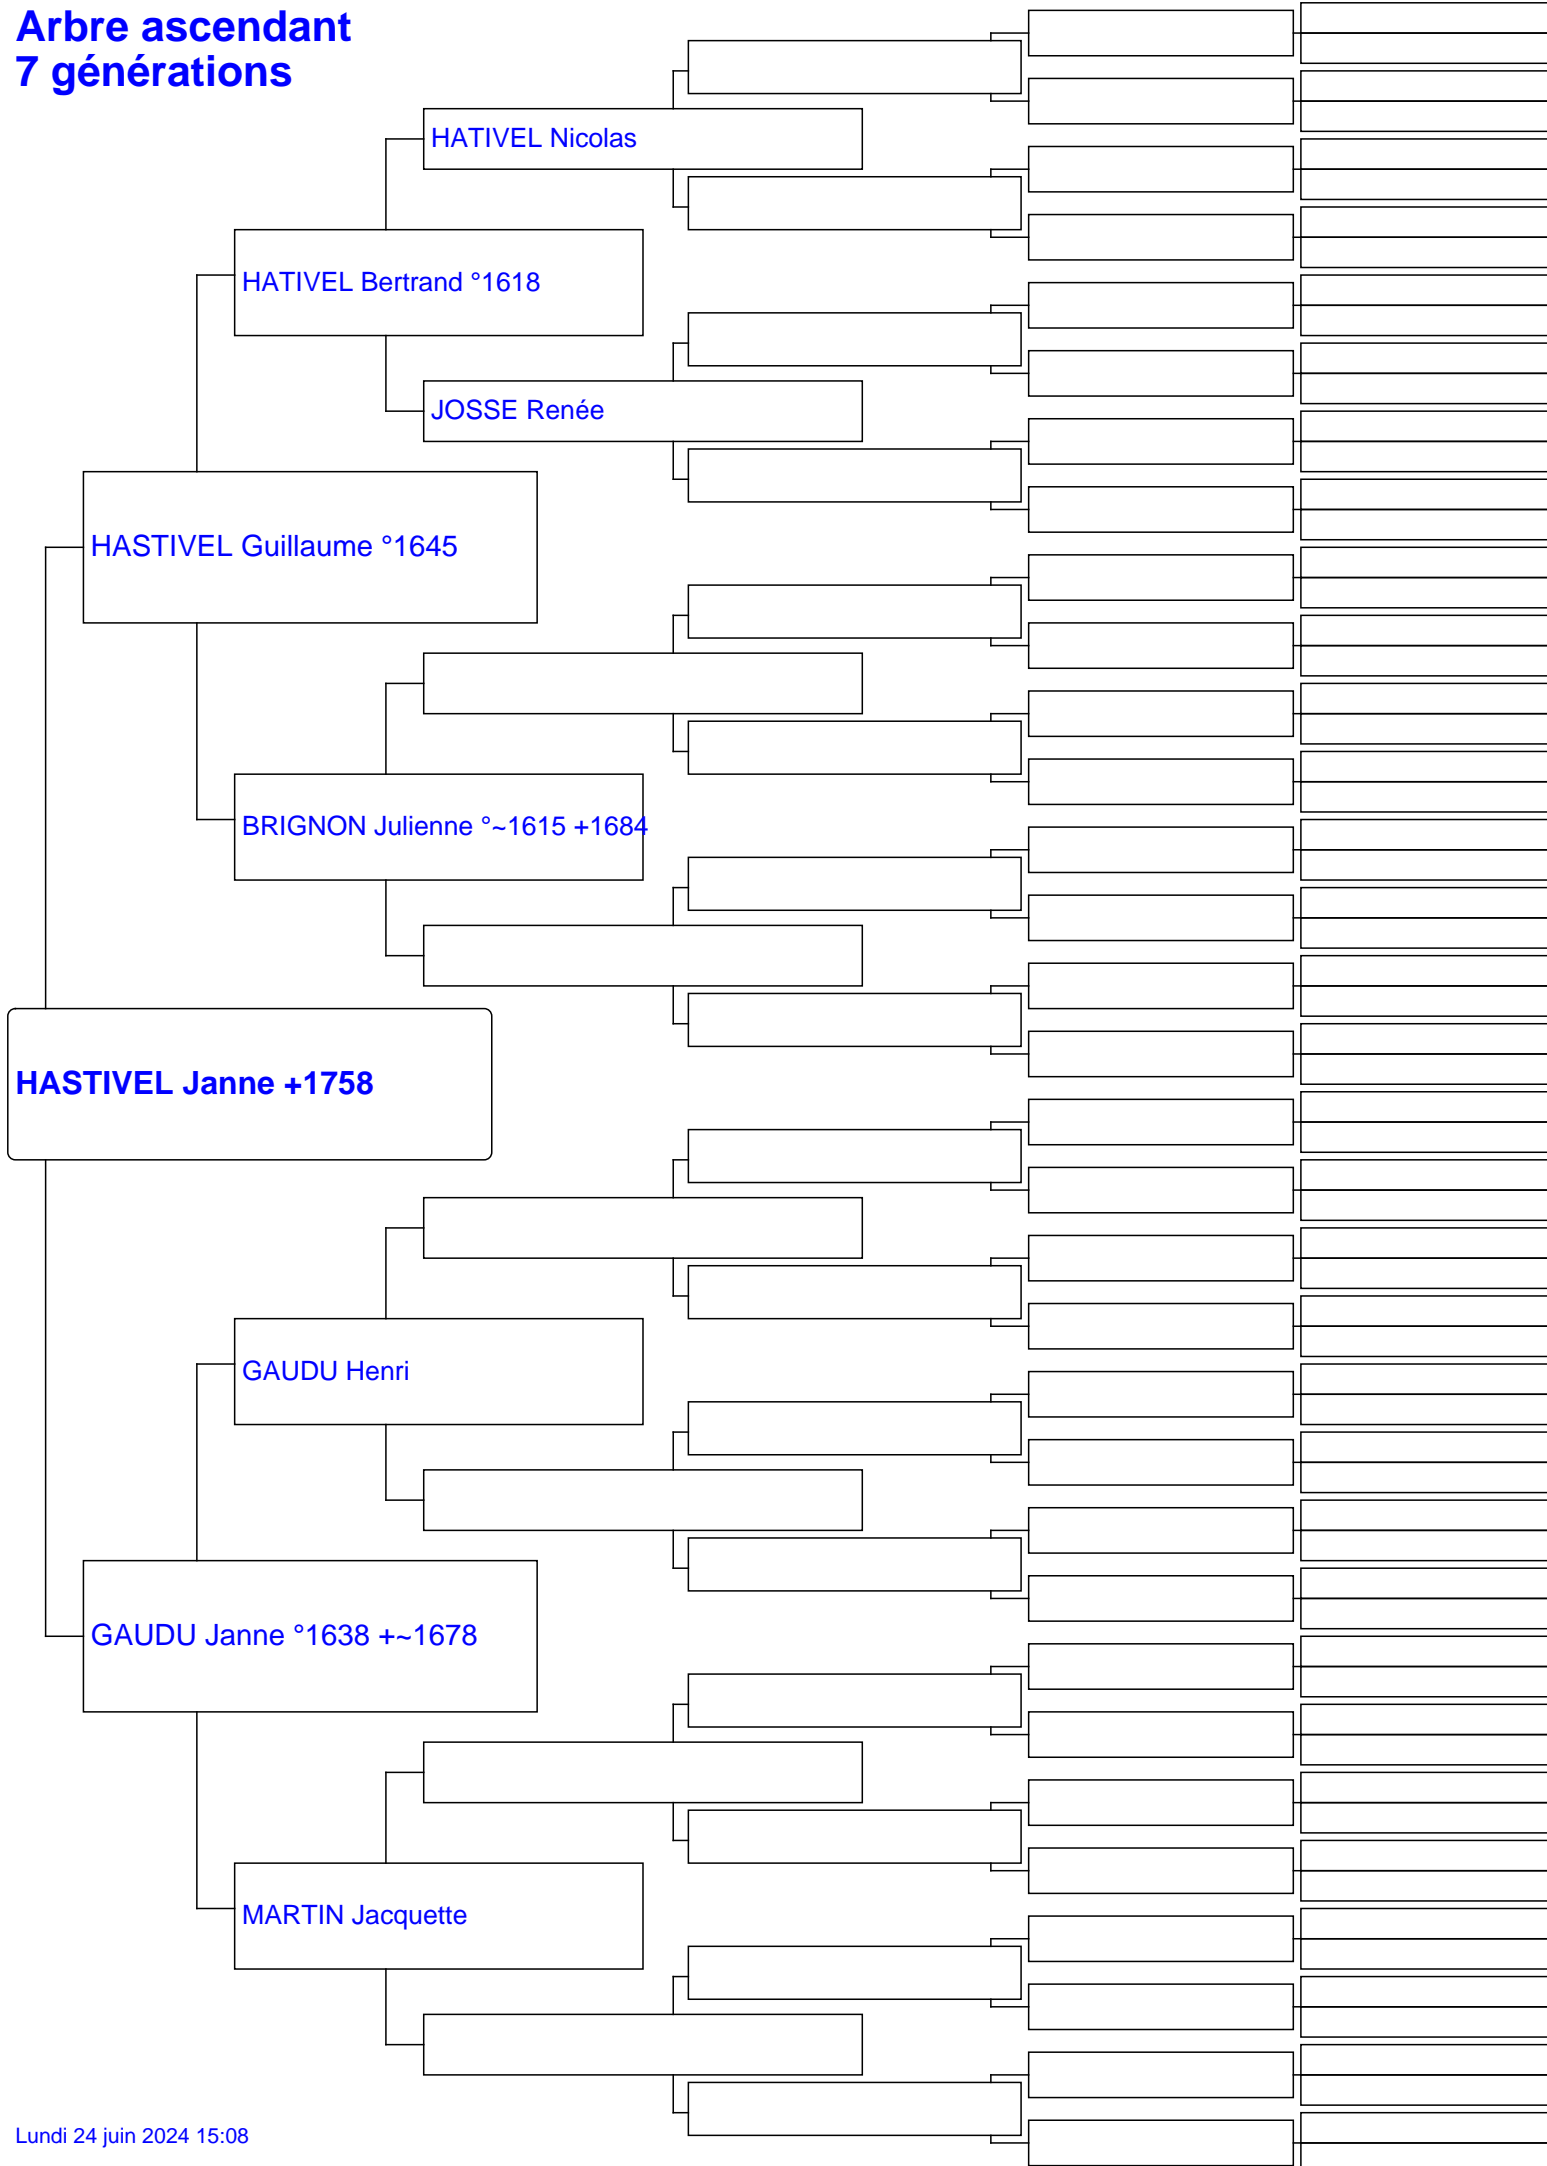 Arbre ascendant
7 générations
HATIVEL Nicolas
HATIVEL Bertrand °1618
JOSSE Renée
HASTIVEL Guillaume °1645
BRIGNON Julienne °~1615 +1684
HASTIVEL Janne +1758
GAUDU Henri
GAUDU Janne °1638 +~1678
MARTIN Jacquette
Lundi 24 juin 2024 15:08